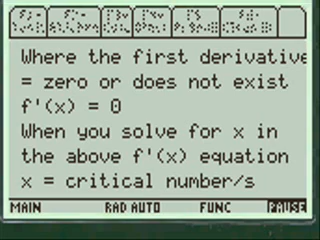 Where the first derivative
= zero or does not exist
f'(x) = 0
When you solve for x in
the above f'(x) equation
x = critical number/s
MAIN RAD AUTO FUNC PAUSE